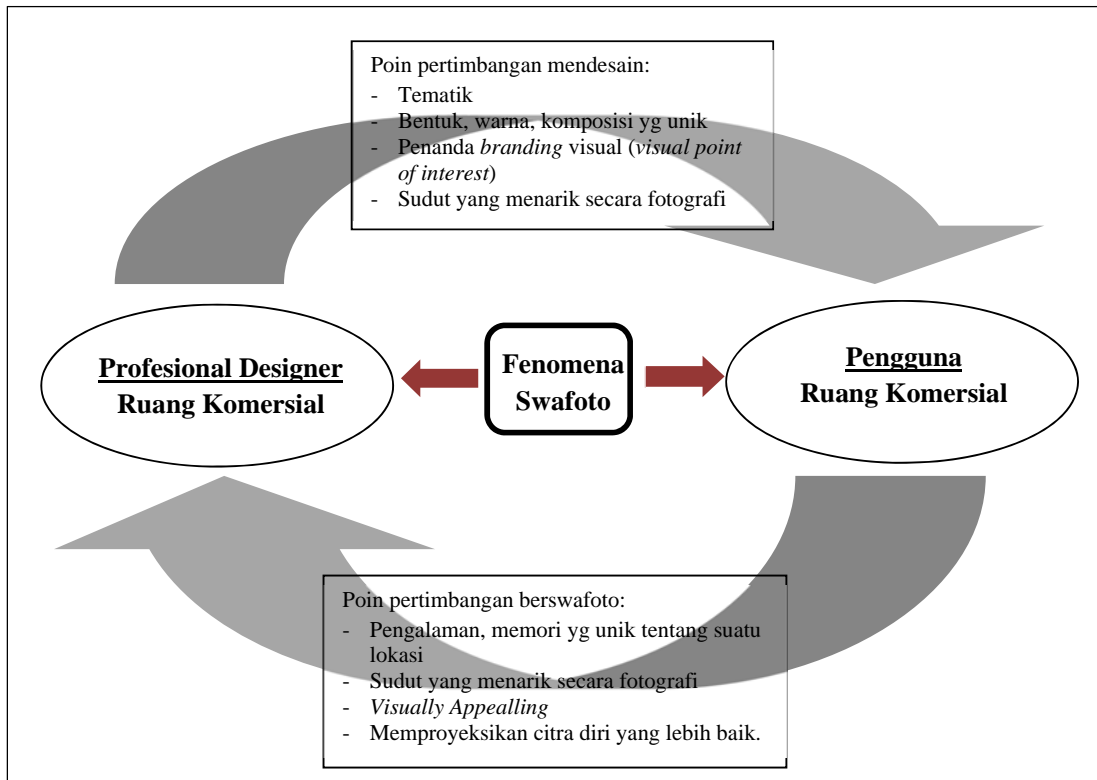 Poin pertimbangan mendesain:
- Tematik
- Bentuk, warna, komposisi yg unik
- Penanda branding visual (visual point
of interest)
- Sudut yang menarik secara fotografi
Profesional Designer
Ruang Komersial
Fenomena
Swafoto
Pengguna
Ruang Komersial
Poin pertimbangan berswafoto:
- Pengalaman, memori yg unik tentang suatu
lokasi
- Sudut yang menarik secara fotografi
- Visually Appealling
- Memproyeksikan citra diri yang lebih baik.